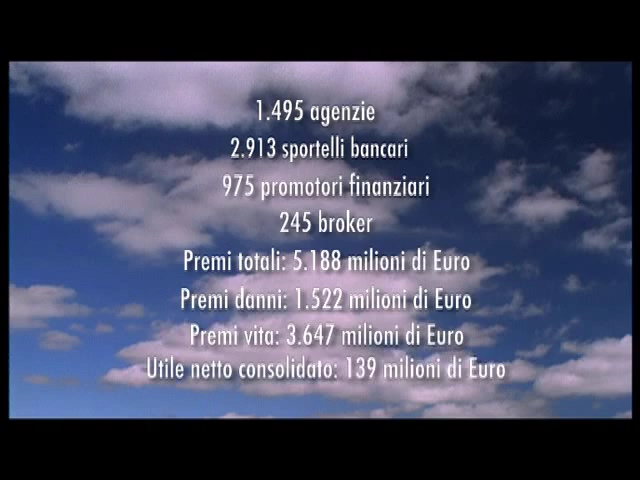 1.495 agenzie
2.913 sportelli bancari
975 promotori finanziari
245 broker
Premi totali: 5.188 milioni di Euro
Premi danni: 1.522 milioni di Euro
Premi vita: 3.647 milioni di Euro
Utile netto consolidato: 139 milioni di Euro